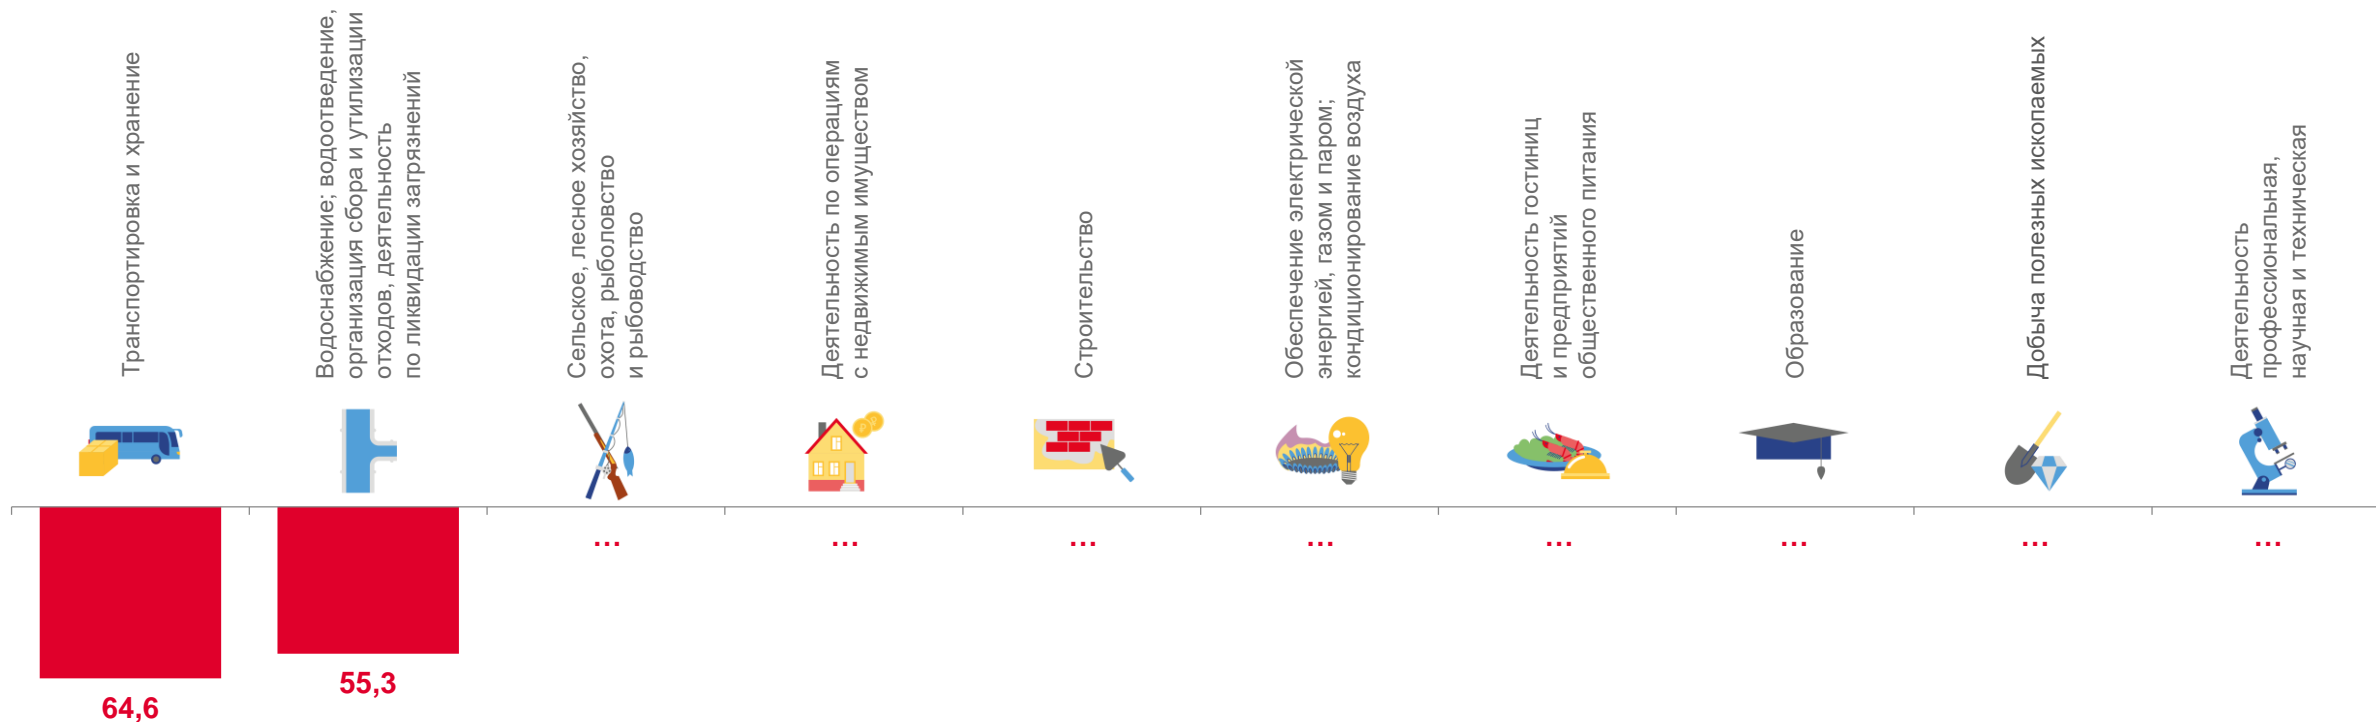 Транспортировка и хранение
Водоснабжение; водоотведение,
организация сбора и утилизации
отходов, деятельность
по ликвидации загрязнений
Сельское, лесное хозяйство,
охота, рыболовство
и рыбоводство
Деятельность по операциям
с недвижимым имуществом
Строительство
Обеспечение электрической
энергией, газом и паром;
кондиционирование воздуха
Деятельность гостиниц
и предприятий
общественного питания
Образование
Добыча полезных ископаемых
Деятельность
профессиональная,
научная и техническая
64,6
55,3
...
...
...
...
...
...
...
...